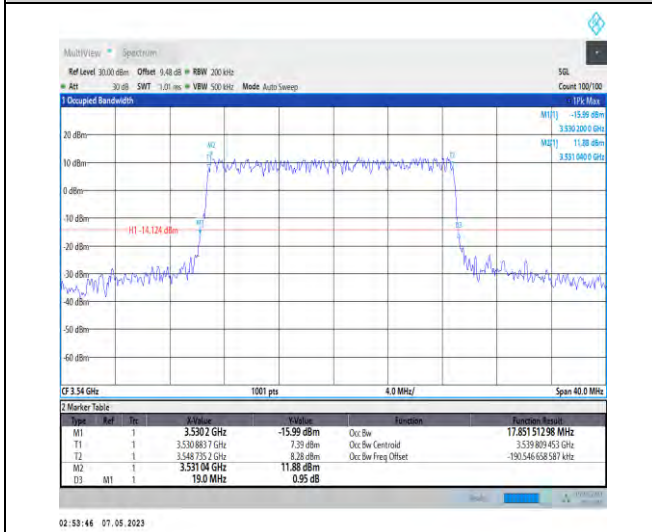 MultiView Spectrum
Ref Level 30.00 dBm Offset 9.48 dB RBW 200 kHz SGL
Att 30 dB SWT 1.01 ms VBW 500 kHz Mode Auto Sweep Count 100/100
1 Occupied Bandwidth 1Pk Max
M1[1] -15.99 dBm
3.530 200 0 GHz
M2[1] 11.88 dBm
3.531 040 0 GHz
20 dBm
M2
T1
10 dBm
0 dBm
-10 dBm
M1
H1 -14.124 dBm
D3
-20 dBm
-30 dBm
-40 dBm
-50 dBm
-60 dBm
CF 3.54 GHz 1001 pts 4.0 MHz/ Span 40.0 MHz
2 Marker Table
Type Ref Trc X-Value Y-Value Function Function Result
M1 1 3.530 2 GHz -15.99 dBm Occ Bw 17.851 512 98 MHz
T1 1 3.530 883 7 GHz 7.39 dBm Occ Bw Centroid 3.539 809 453 GHz
T2 1 3.548 735 2 GHz 8.28 dBm Occ Bw Freq Offset -190.546 658 587 kHz
M2 1 3.531 04 GHz 11.88 dBm
D3 M1 1 19.0 MHz 0.95 dB
02:53:46 07.05.2023